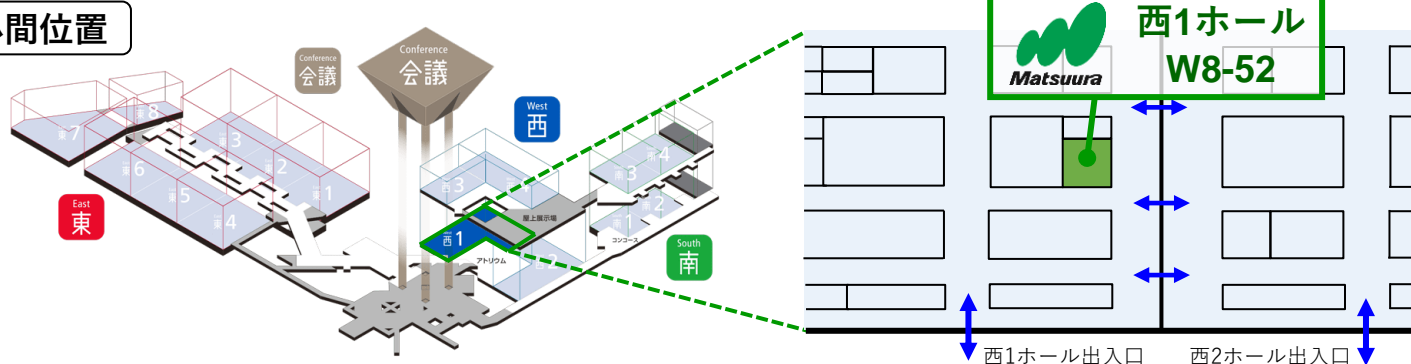 小間位置
Conference
会議
Conference
会議
West
西
東8
東7
東3
東2
東1
東6
東5
東4
East
東
西3
西4
西1
西2
屋上展示場
アトリウム
南4
南3
南2
南1
コンコース
South
南
Matsuura
西1ホール
W8-52
西1ホール出入口
西2ホール出入口